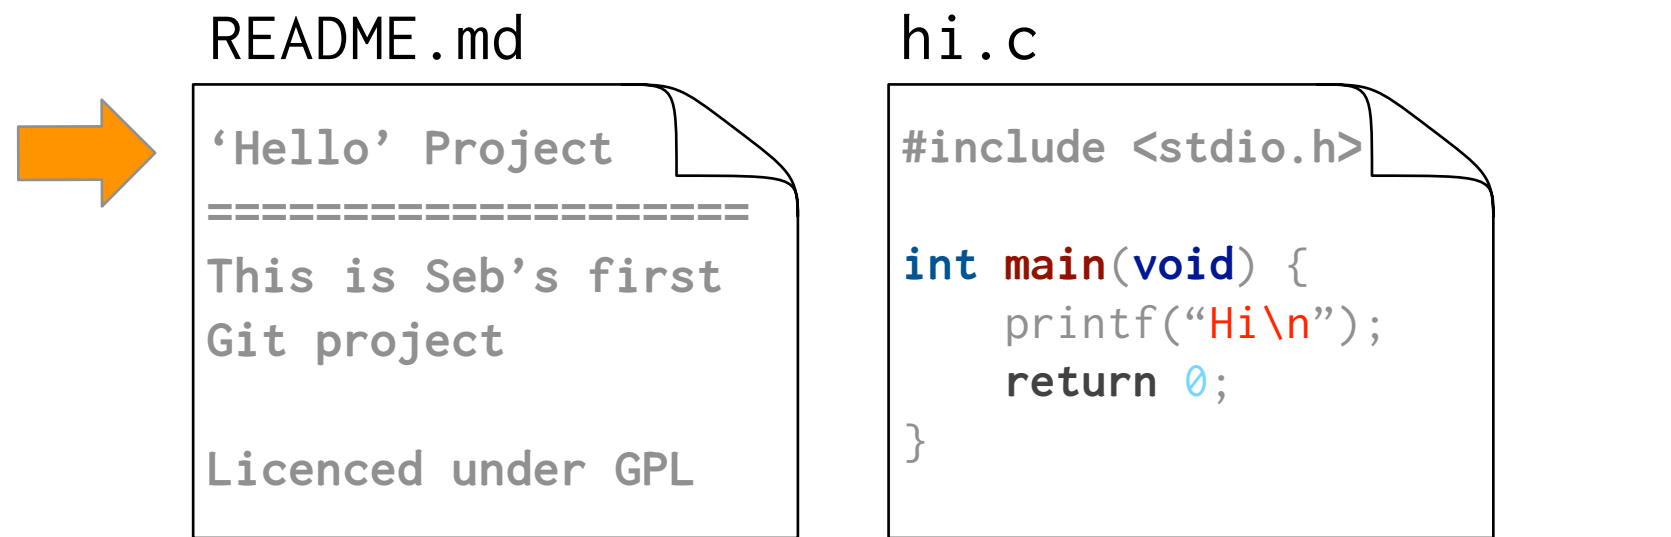 README.md
‘Hello’ Project
====================
This is Seb’s first
Git project
Licenced under GPL
hi.c
#include <stdio.h>
int main(void) {
    printf(“Hi\n”);
    return 0;
}